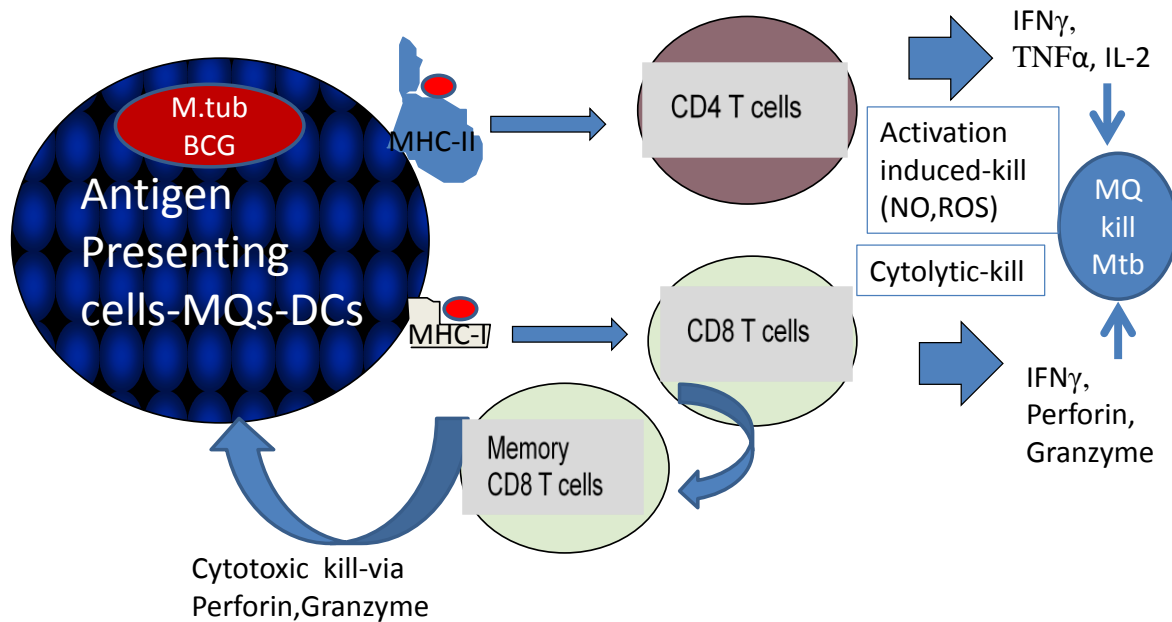 M.tub
BCG
Antigen
Presenting
cells-MQs-DCs
MHC-II
CD4 T cells
IFNγ,
TNFα, IL-2
Activation
induced-kill
(NO,ROS)
MQ
kill
Mtb
Cytolytic-kill
MHC-I
CD8 T cells
IFNγ,
Perforin,
Granzyme
Memory
CD8 T cells
Cytotoxic kill-via
Perforin,Granzyme